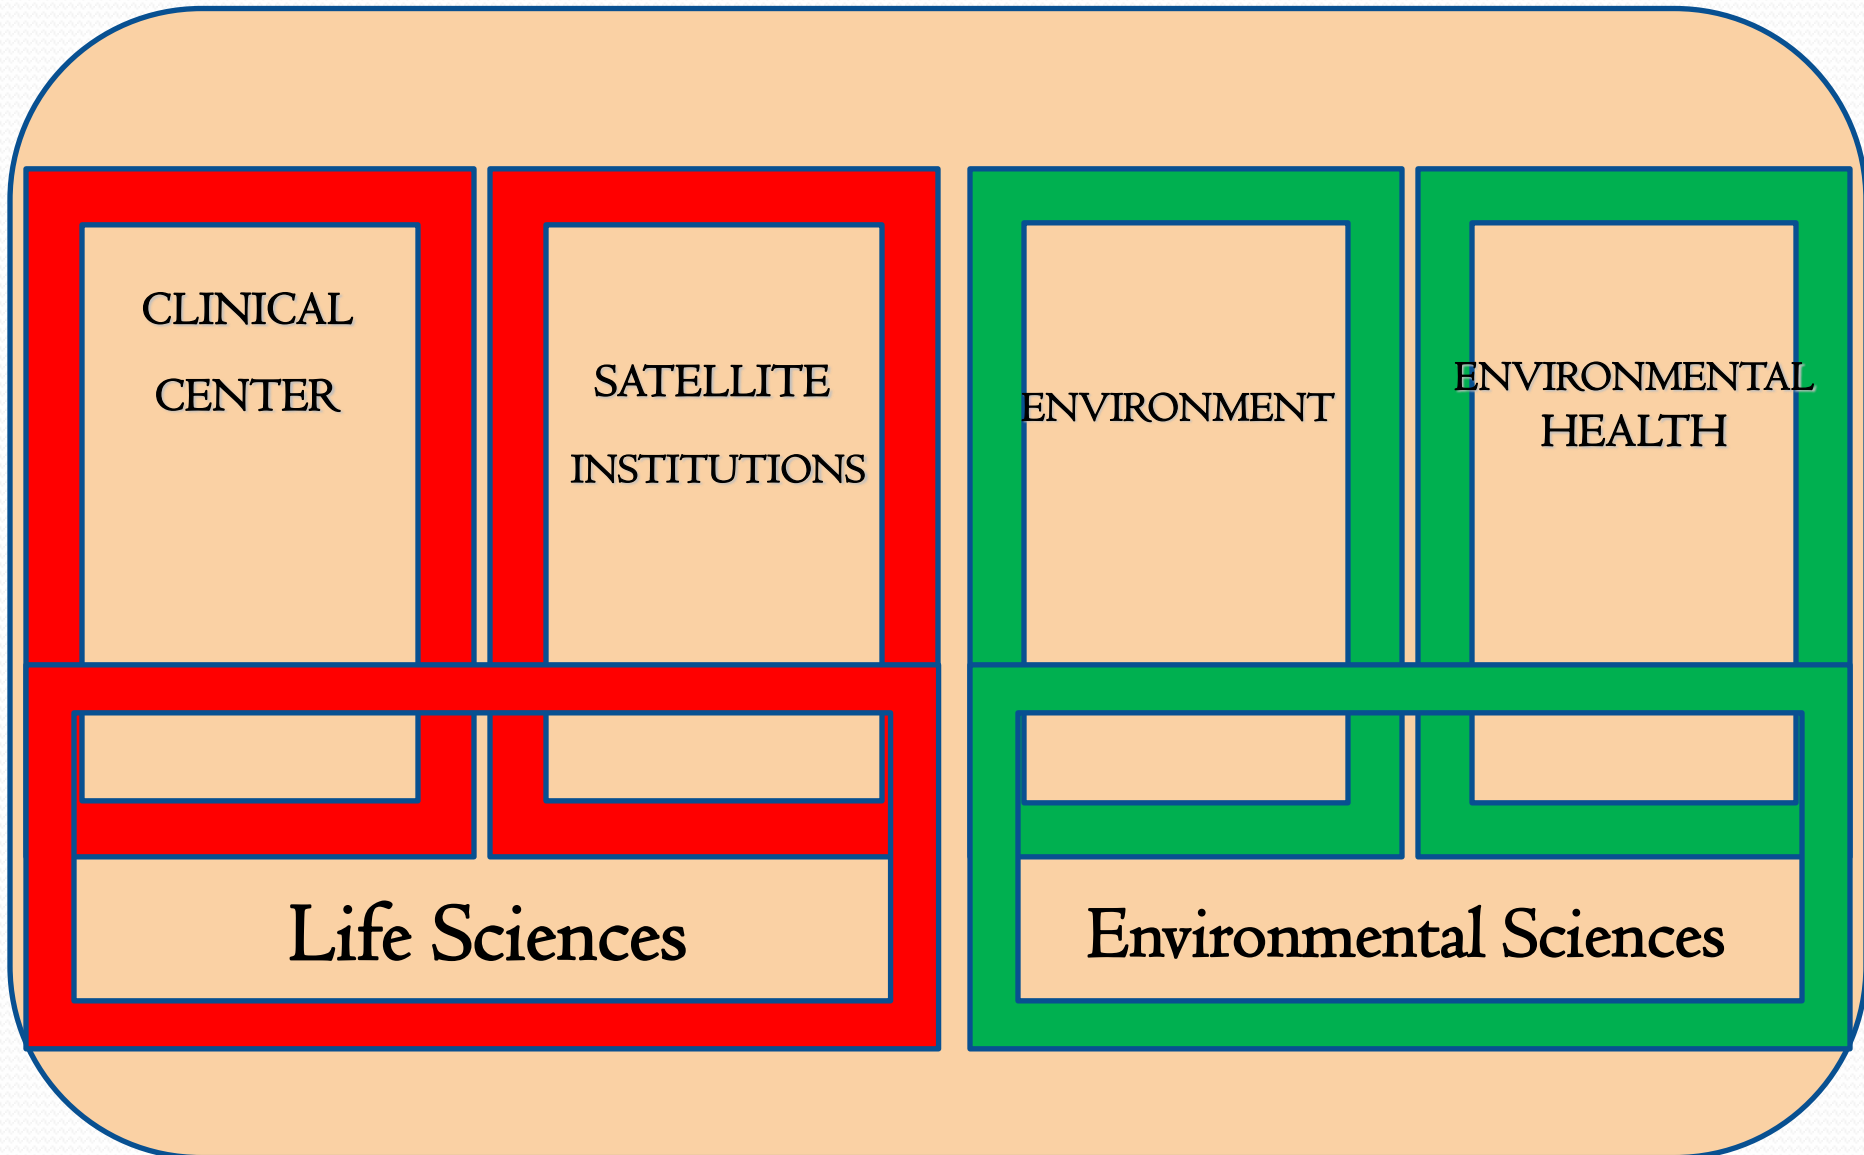 CLINICAL
CENTER
SATELLITE
INSTITUTIONS
ENVIRONMENT
ENVIRONMENTAL
HEALTH
Life Sciences
Environmental Sciences